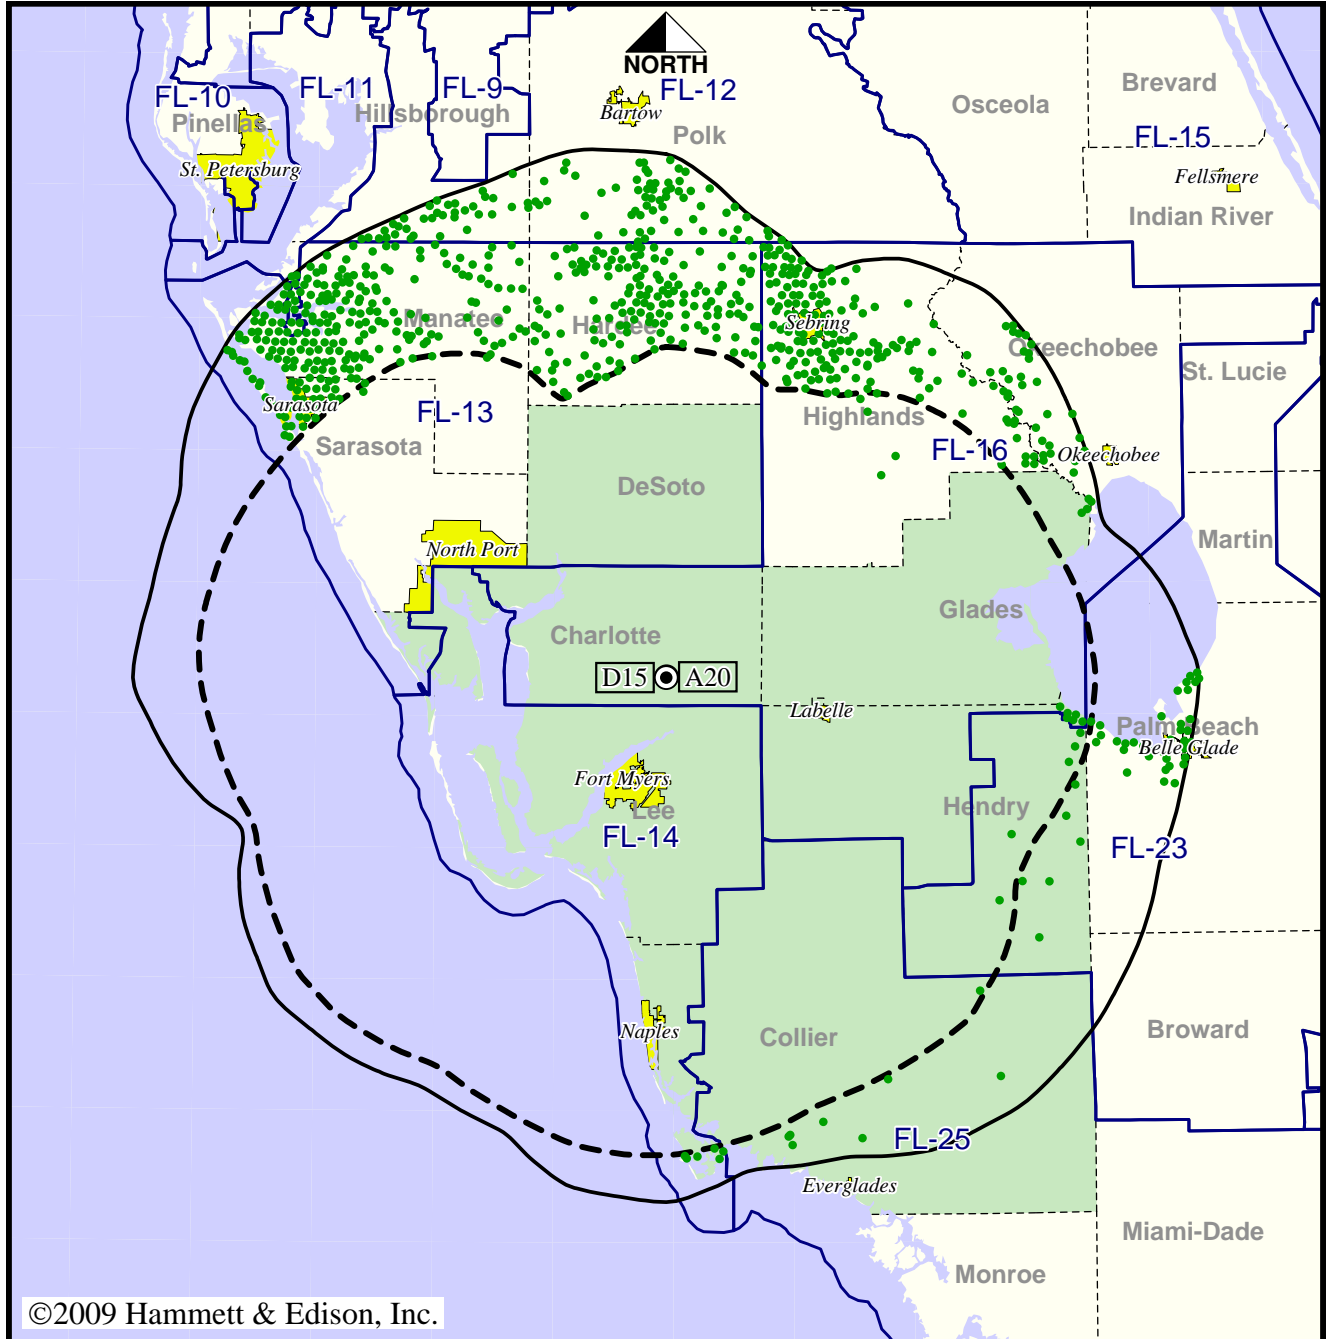 NORTH
FL-10
FL-11
FL-9
FL-12
FL-15
Pinellas
Hillsborough
Bartow
Polk
Osceola
Brevard
St. Petersburg
Fellsmere
Indian River
Manatee
Hardee
Sebring
Okeechobee
St. Lucie
Sarasota
FL-13
Highlands
FL-16
Sarasota
Okeechobee
DeSoto
North Port
Martin
Glades
Charlotte
D15
A20
Labelle
Palm Beach
Belle Glade
Fort Myers
Lee
Hendry
FL-14
FL-23
Naples
Collier
Broward
FL-25
Everglades
Miami-Dade
Monroe
©2009 Hammett & Edison, Inc.